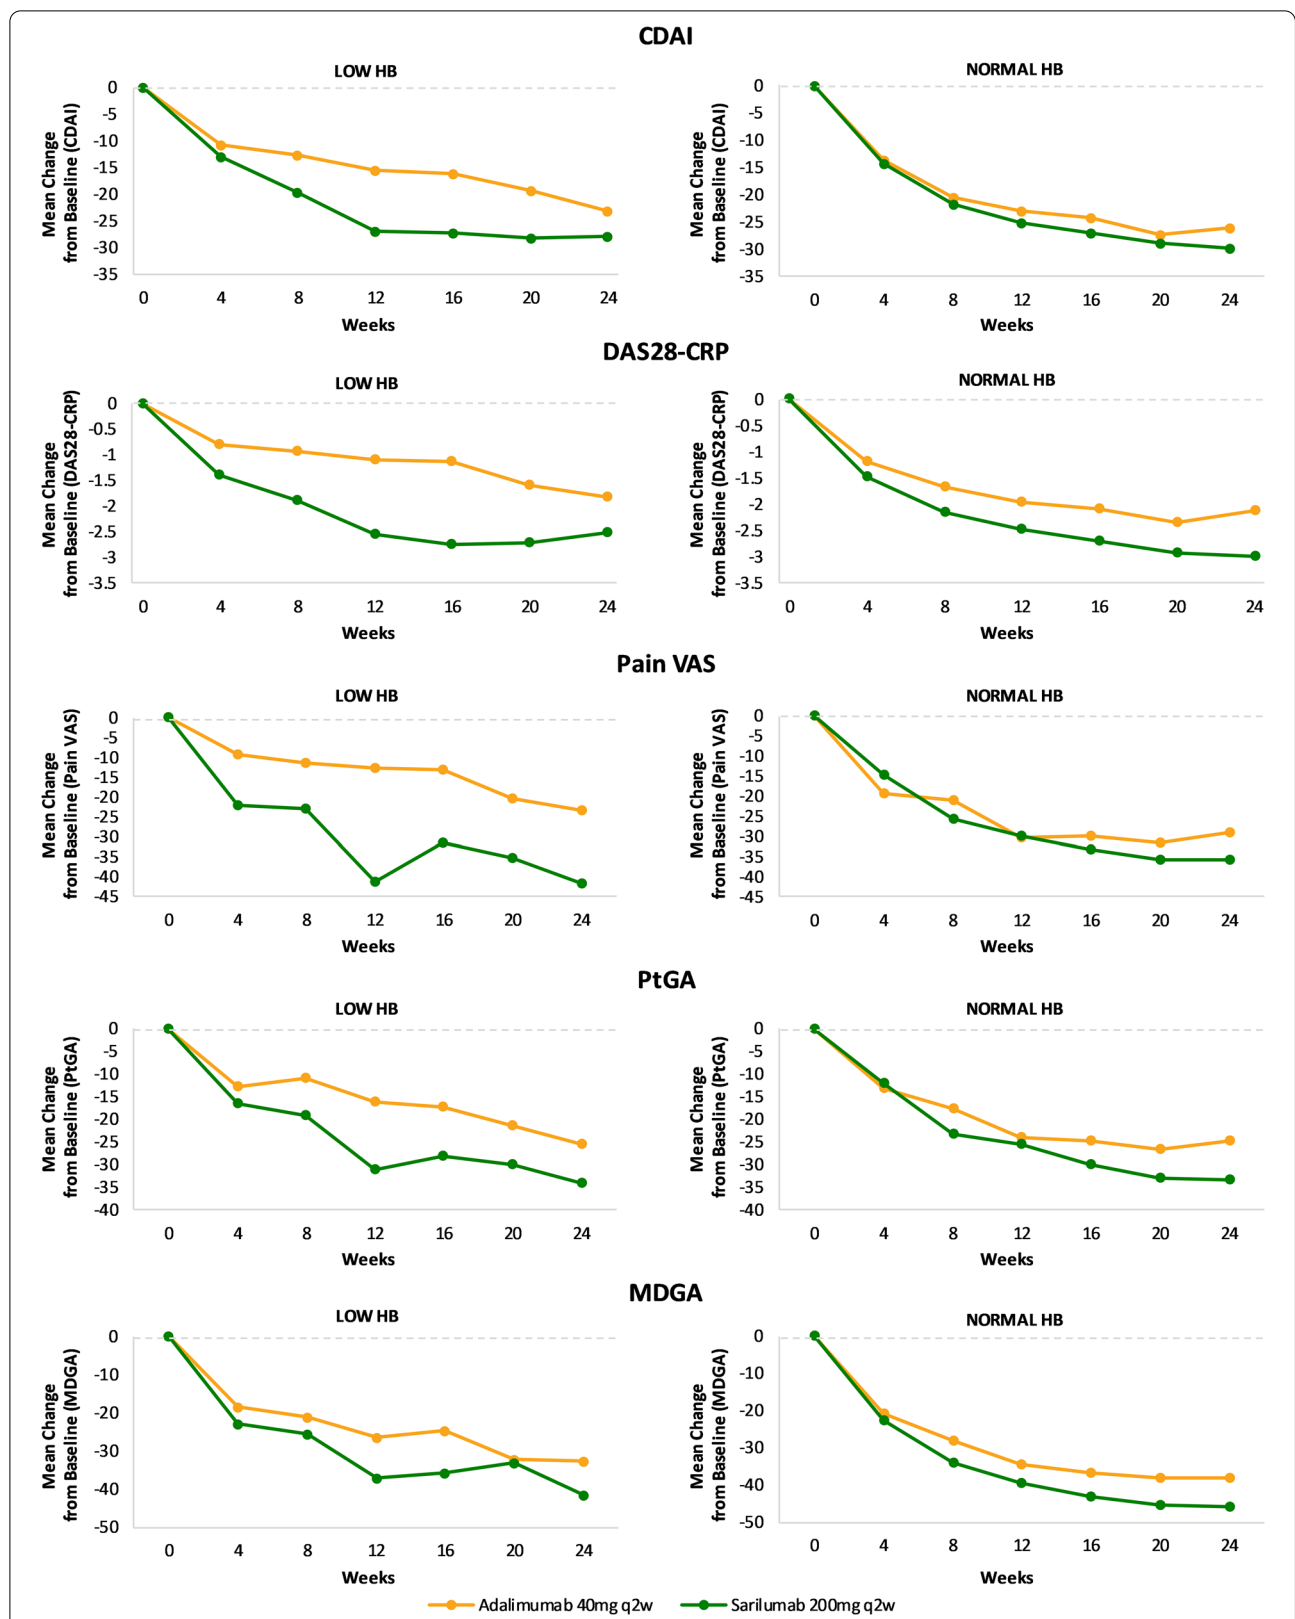 CDAI
LOW HB
Mean Change
from Baseline (CDAI)
0
-5
-10
-15
-20
-25
-30
-35
0 4 8 12 16 20 24
Weeks
NORMAL HB
Mean Change
from Baseline (CDAI)
0
-5
-10
-15
-20
-25
-30
-35
0 4 8 12 16 20 24
Weeks
DAS28-CRP
LOW HB
Mean Change
from Baseline (DAS28-CRP)
0
-0.5
-1
-1.5
-2
-2.5
-3
-3.5
0 4 8 12 16 20 24
Weeks
NORMAL HB
Mean Change
from Baseline (DAS28-CRP)
0
-0.5
-1
-1.5
-2
-2.5
-3
-3.5
0 4 8 12 16 20 24
Weeks
Pain VAS
LOW HB
Mean Change
from Baseline (Pain VAS)
0
-5
-10
-15
-20
-25
-30
-35
-40
-45
0 4 8 12 16 20 24
Weeks
NORMAL HB
Mean Change
from Baseline (Pain VAS)
0
-5
-10
-15
-20
-25
-30
-35
-40
-45
0 4 8 12 16 20 24
Weeks
PtGA
LOW HB
Mean Change
from Baseline (PtGA)
0
-5
-10
-15
-20
-25
-30
-35
-40
0 4 8 12 16 20 24
Weeks
NORMAL HB
Mean Change
from Baseline (PtGA)
0
-5
-10
-15
-20
-25
-30
-35
-40
0 4 8 12 16 20 24
Weeks
MDGA
LOW HB
Mean Change
from Baseline (MDGA)
0
-10
-20
-30
-40
-50
0 4 8 12 16 20 24
Weeks
NORMAL HB
Mean Change
from Baseline (MDGA)
0
-10
-20
-30
-40
-50
0 4 8 12 16 20 24
Weeks
Adalimumab 40mg q2w Sarilumab 200mg q2w